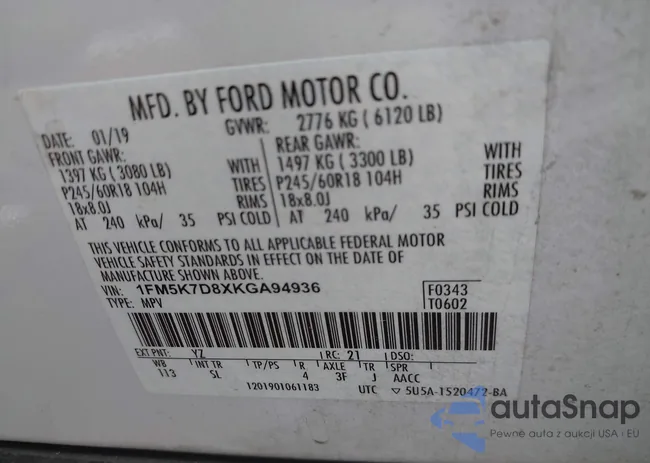 MFD. BY FORD MOTOR CO.
DATE: 01/19 GVWR: 2776 KG ( 6120 LB)
FRONT GAWR: REAR GAWR:
1397 KG ( 3080 LB) WITH 1497 KG ( 3300 LB) WITH
P245/60R18 104H TIRES P245/60R18 104H TIRES
18x8.0J RIMS 18x8.0J RIMS
AT 240 kPa/ 35 PSI COLD AT 240 kPa/ 35 PSI COLD
THIS VEHICLE CONFORMS TO ALL APPLICABLE FEDERAL MOTOR
VEHICLE SAFETY STANDARDS IN EFFECT ON THE DATE OF
MANUFACTURE SHOWN ABOVE.
VIN: 1FM5K7D8XKGA94936 F0343
TYPE: MPV T0602
EXT PNT: YZ RC: 21 DSO:
WB INT TR TP/PS R AXLE TR SPR
113 5L 4 3F J AACC
1201901061183 UTC ▽ 5U5A-1520472-BA
autaSnap
Pewne auta z aukcji USA i EU